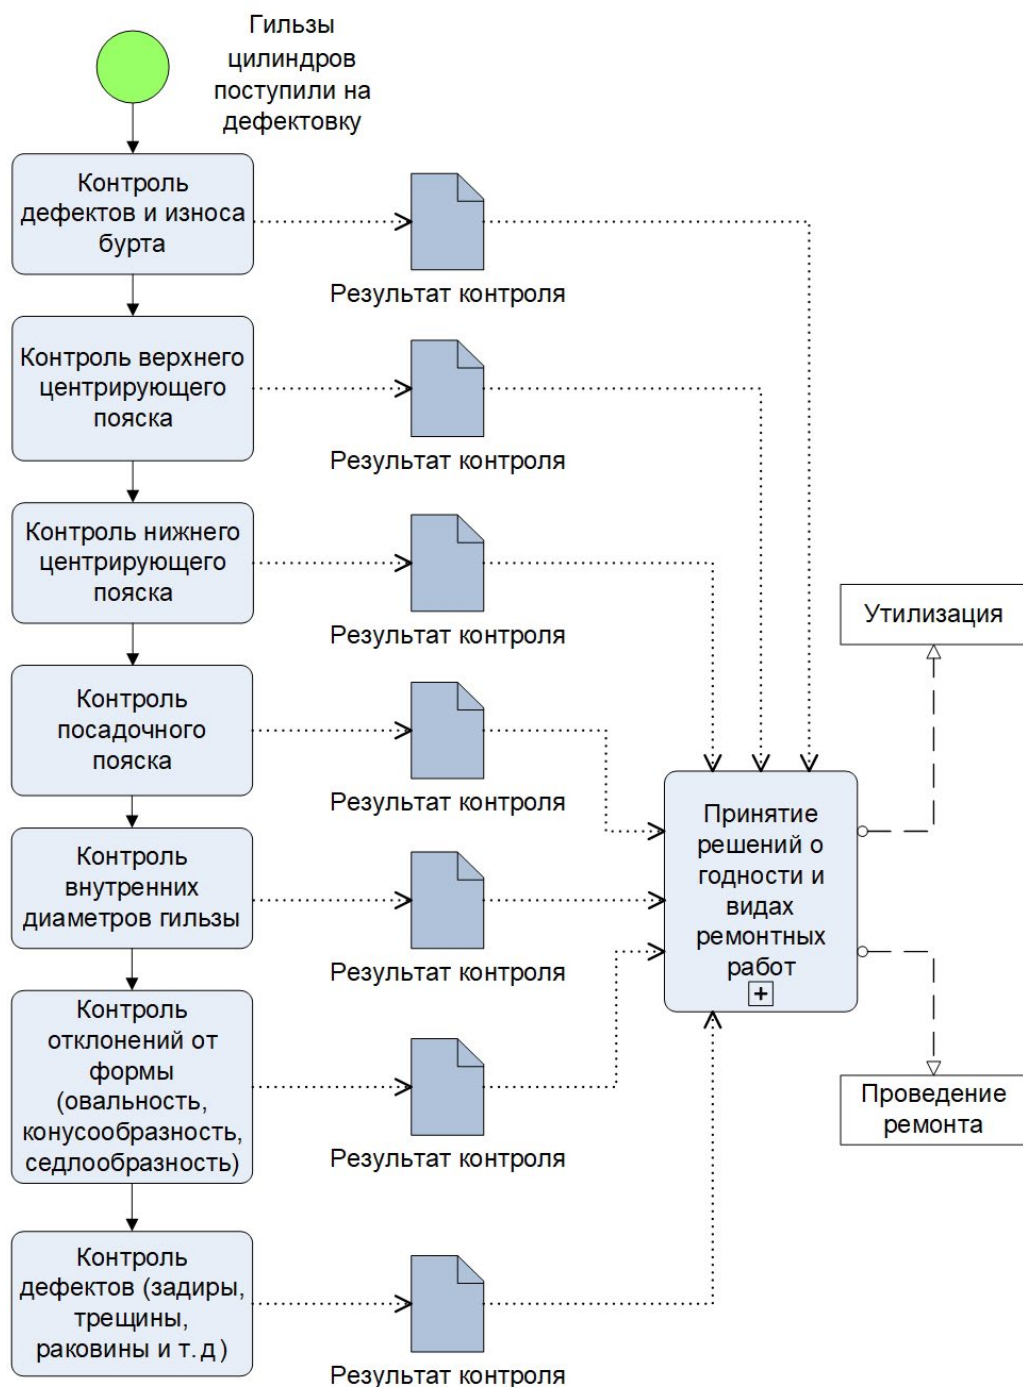 Гильзы
цилиндров
поступили на
дефектовку
Контроль
дефектов и износа
бурта
Результат контроля
Контроль верхнего
центрирующего
пояска
Результат контроля
Контроль нижнего
центрирующего
пояска
Результат контроля
Утилизация
Контроль
посадочного
пояска
Результат контроля
Принятие
решений о
годности и
видах
ремонтных
работ
Контроль
внутренних
диаметров гильзы
Результат контроля
Контроль
отклонений от
формы
(овальность,
конусообразность,
седлообразность)
Результат контроля
Проведение
ремонта
Контроль
дефектов (задиры,
трещины,
раковины и т.д)
Результат контроля